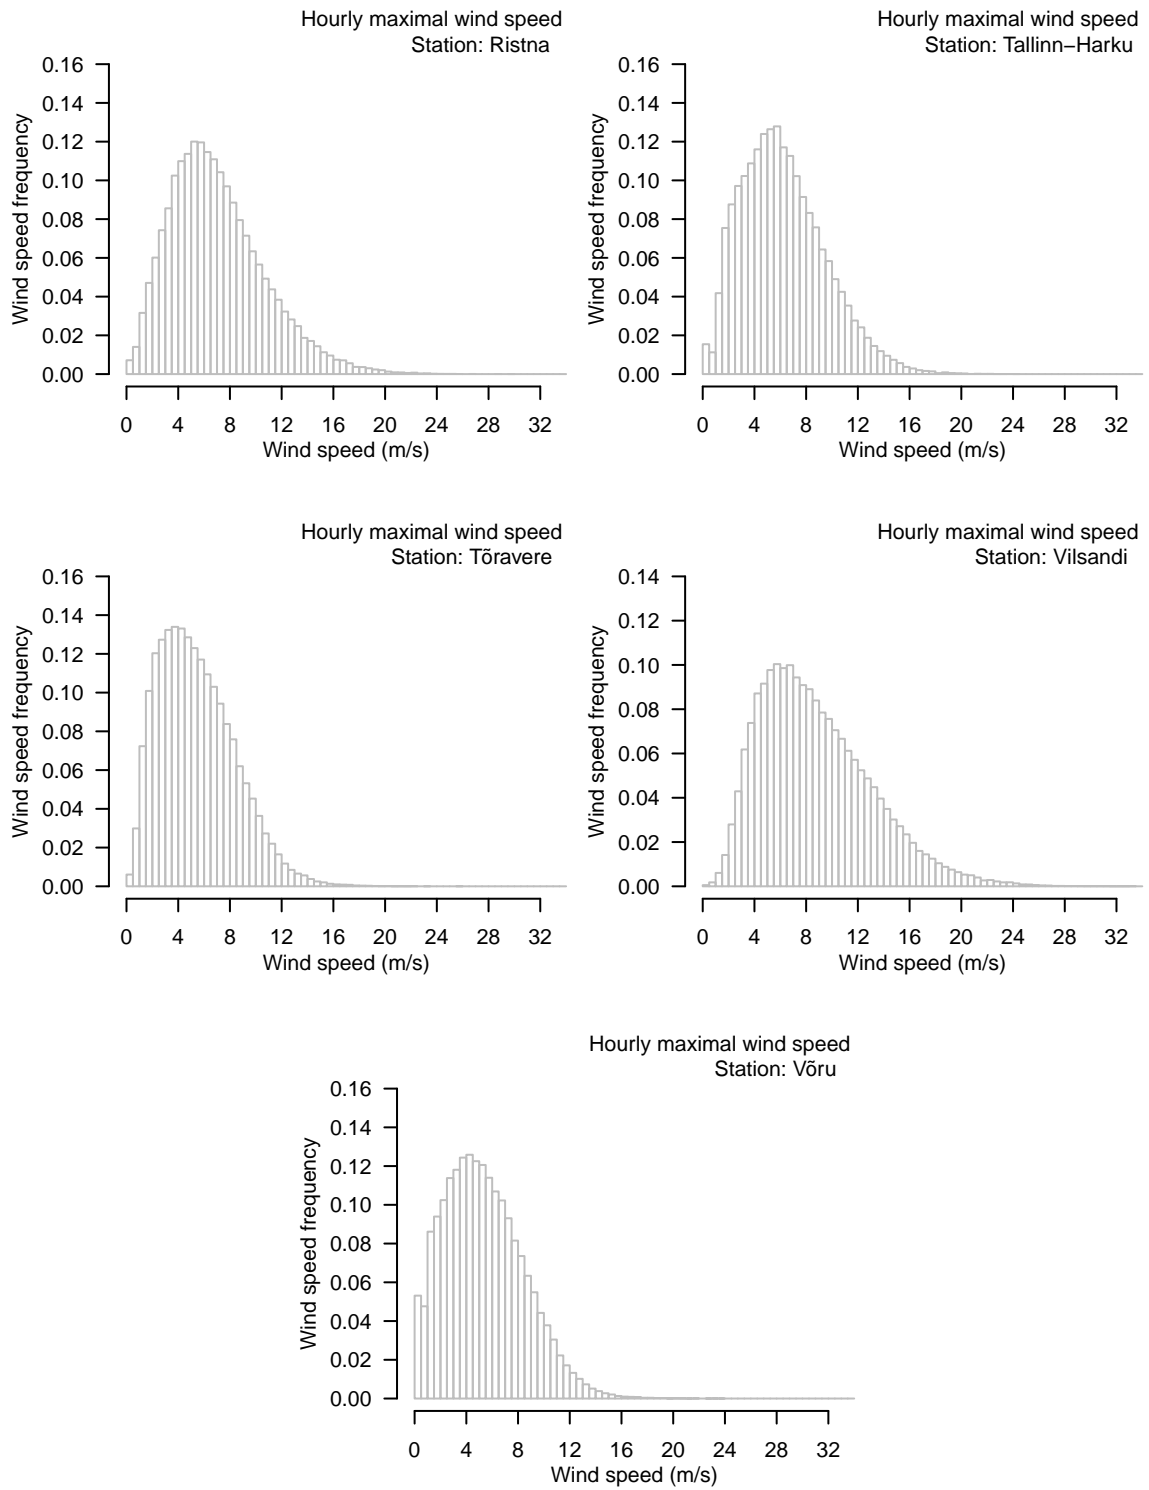 Hourly maximal wind speed
Station: Ristna
0.16
0.14
0.12
0.10
0.08
0.06
0.04
0.02
0.00
Wind speed frequency
0 4 8 12 16 20 24 28 32
Wind speed (m/s)
Hourly maximal wind speed
Station: Tallinn−Harku
0.16
0.14
0.12
0.10
0.08
0.06
0.04
0.02
0.00
Wind speed frequency
0 4 8 12 16 20 24 28 32
Wind speed (m/s)
Hourly maximal wind speed
Station: Tõravere
0.16
0.14
0.12
0.10
0.08
0.06
0.04
0.02
0.00
Wind speed frequency
0 4 8 12 16 20 24 28 32
Wind speed (m/s)
Hourly maximal wind speed
Station: Vilsandi
0.14
0.12
0.10
0.08
0.06
0.04
0.02
0.00
Wind speed frequency
0 4 8 12 16 20 24 28 32
Wind speed (m/s)
Hourly maximal wind speed
Station: Võru
0.16
0.14
0.12
0.10
0.08
0.06
0.04
0.02
0.00
Wind speed frequency
0 4 8 12 16 20 24 28 32
Wind speed (m/s)